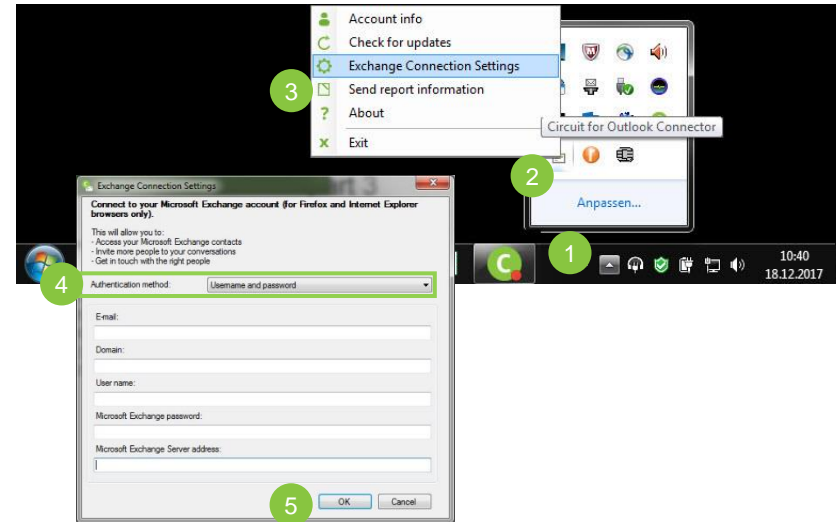 Account info
Check for updates
Exchange Connection Settings
3
Send report information
About
Circuit for Outlook Connector
Exit
2
Anpassen...
1
10:40
18.12.2017
Exchange Connection Settings
Connect to your Microsoft Exchange account (for Firefox and Internet Explorer
browsers only).
This will allow you to:
- Access your Microsoft Exchange contacts
- Invite more people to your conversations
- Get in touch with the right people
4
Authentication method:
Username and password
E-mail:
Domain:
User name:
Microsoft Exchange password:
Microsoft Exchange Server address:
5
OK
Cancel